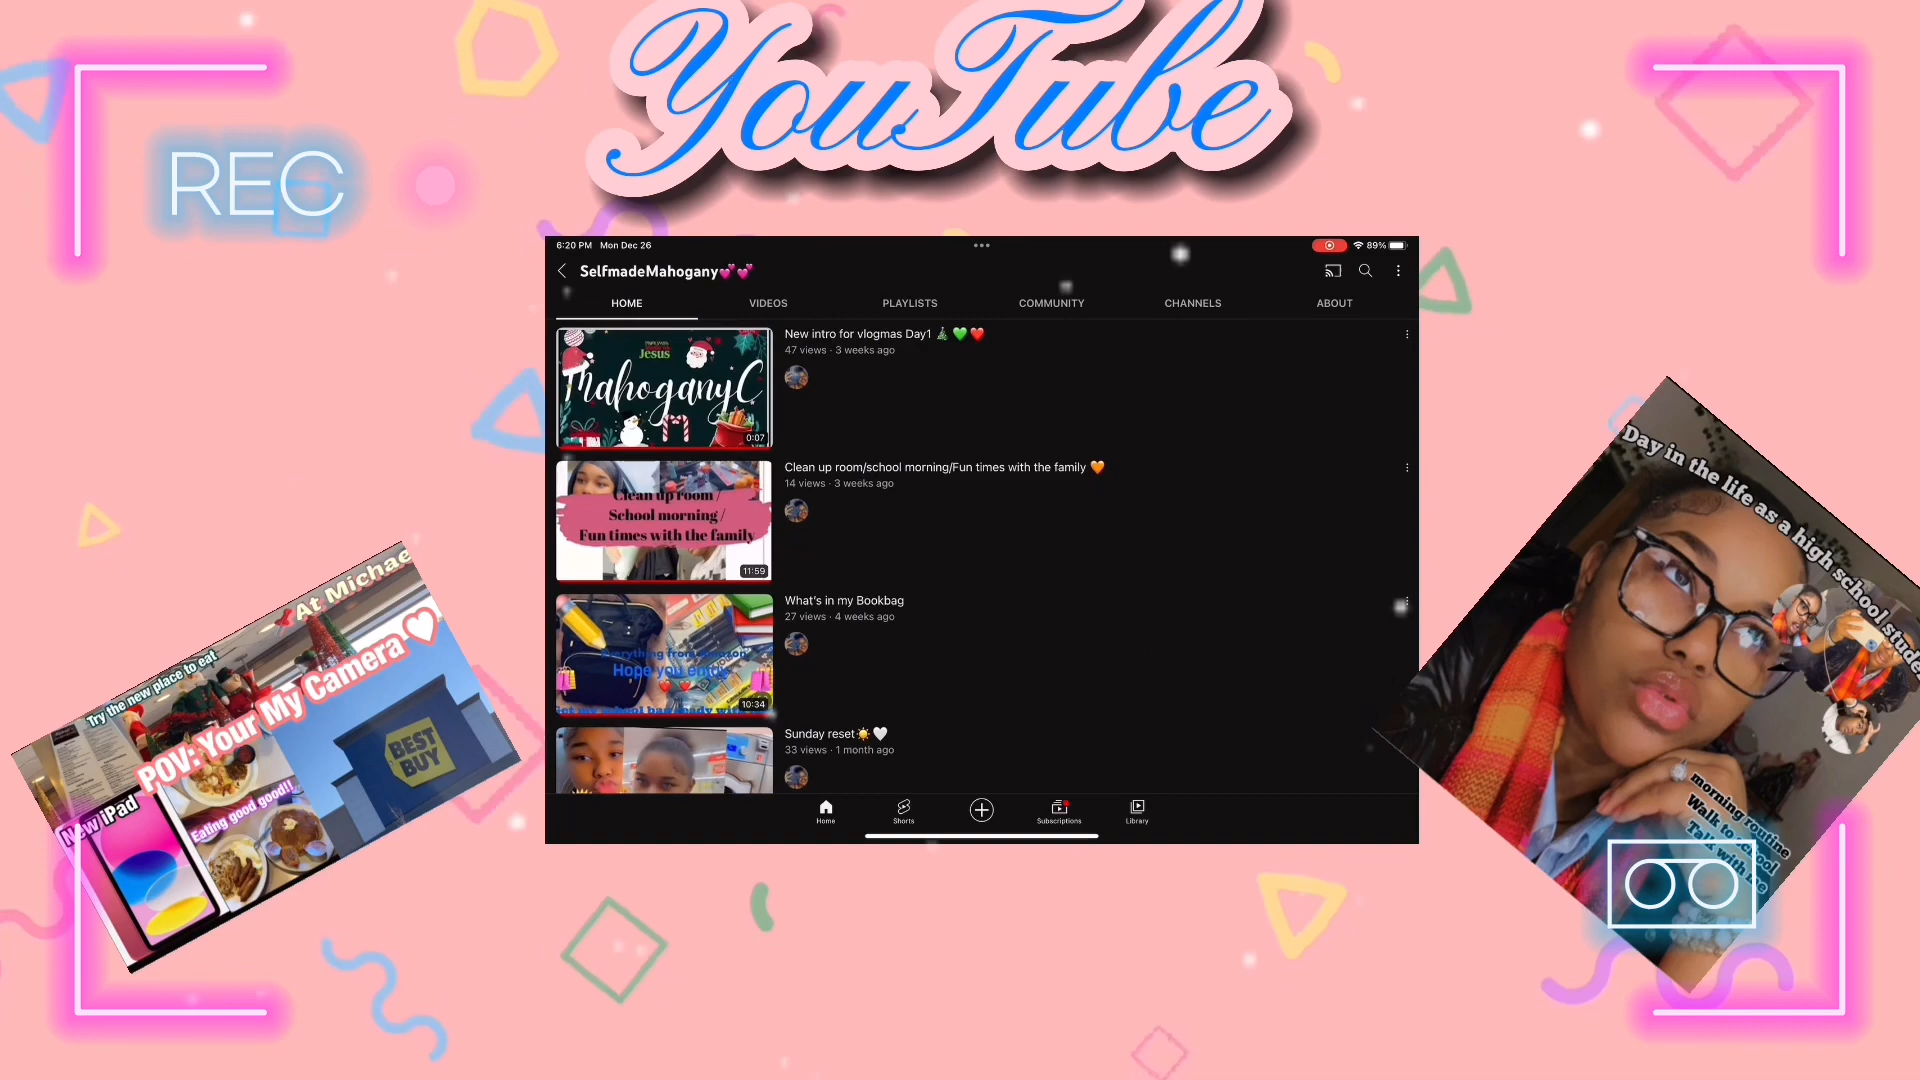 YouTube
REC
6:20 PM Mon Dec 26
89%
SelfmadeMahogany💕💕
HOME VIDEOS PLAYLISTS COMMUNITY CHANNELS ABOUT
Jesus
MahoganyC
0:07
New intro for vlogmas Day1 🎄💚❤️
47 views · 3 weeks ago
Clean up room /
School morning /
Fun times with the family
11:59
Clean up room/school morning/Fun times with the family 🧡
14 views · 3 weeks ago
Everything from Amazon
Hope you enjoy
10:34
What's in my Bookbag
27 views · 4 weeks ago
Sunday reset☀️🤍
33 views · 1 month ago
Home
Shorts
Subscriptions
Library
📌At Michae
Try the new place to eat
POV: Your My Camera♡
BEST
BUY
New iPad
Eating good good!!
Day in the life as a high school stude
morning routine
Walk to school
Talk with me